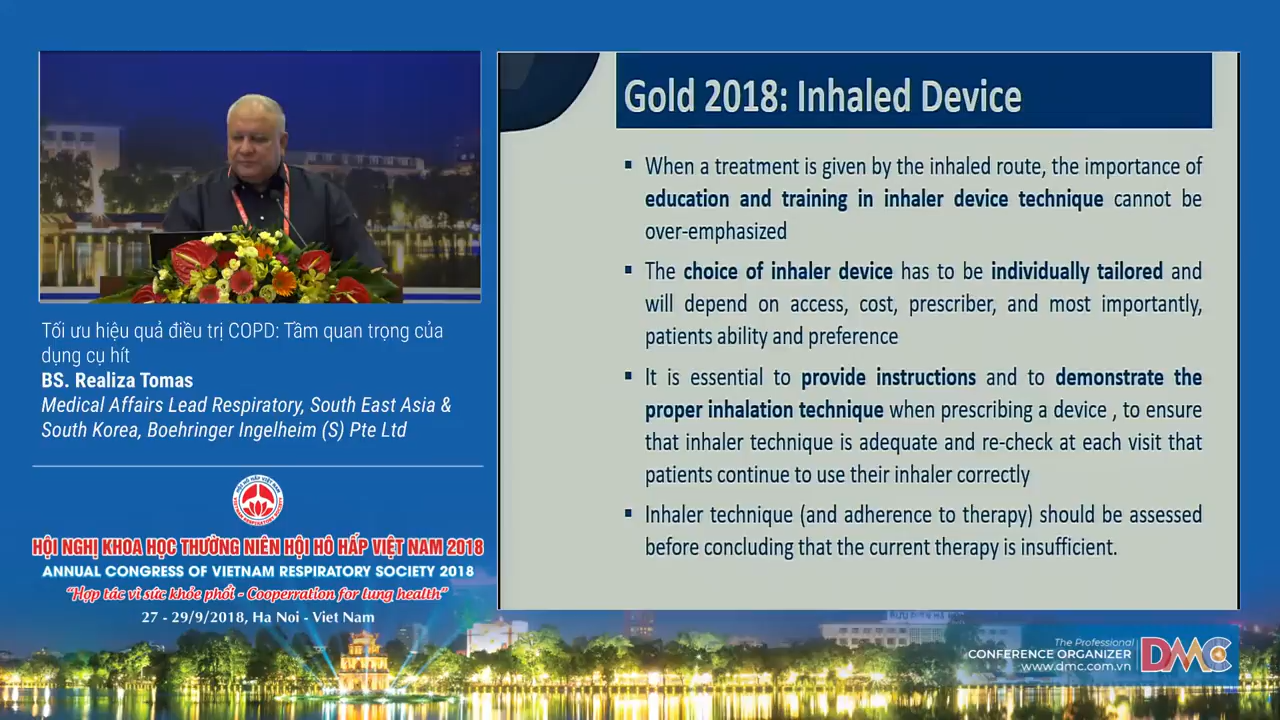 Gold 2018: Inhaled Device
When a treatment is given by the inhaled route, the importance of
education and training in inhaler device technique cannot be
over-emphasized
The choice of inhaler device has to be individually tailored and
will depend on access, cost, prescriber, and most importantly,
patients ability and preference
It is essential to provide instructions and to demonstrate the
proper inhalation technique when prescribing a device , to ensure
that inhaler technique is adequate and re-check at each visit that
patients continue to use their inhaler correctly
Inhaler technique (and adherence to therapy) should be assessed
before concluding that the current therapy is insufficient.
Tối ưu hiệu quả điều trị COPD: Tầm quan trọng của
dụng cụ hít
BS. Realiza Tomas
Medical Affairs Lead Respiratory, South East Asia &
South Korea, Boehringer Ingelheim (S) Pte Ltd
HỘI NGHỊ KHOA HỌC THƯỜNG NIÊN HỘI HÔ HẤP VIỆT NAM 2018
ANNUAL CONGRESS OF VIETNAM RESPIRATORY SOCIETY 2018
"Hợp tác vì sức khỏe phổi - Cooperration for lung health"
27 - 29/9/2018, Ha Noi - Viet Nam
The Professional
CONFERENCE ORGANIZER
www.dmc.com.vn
DMC